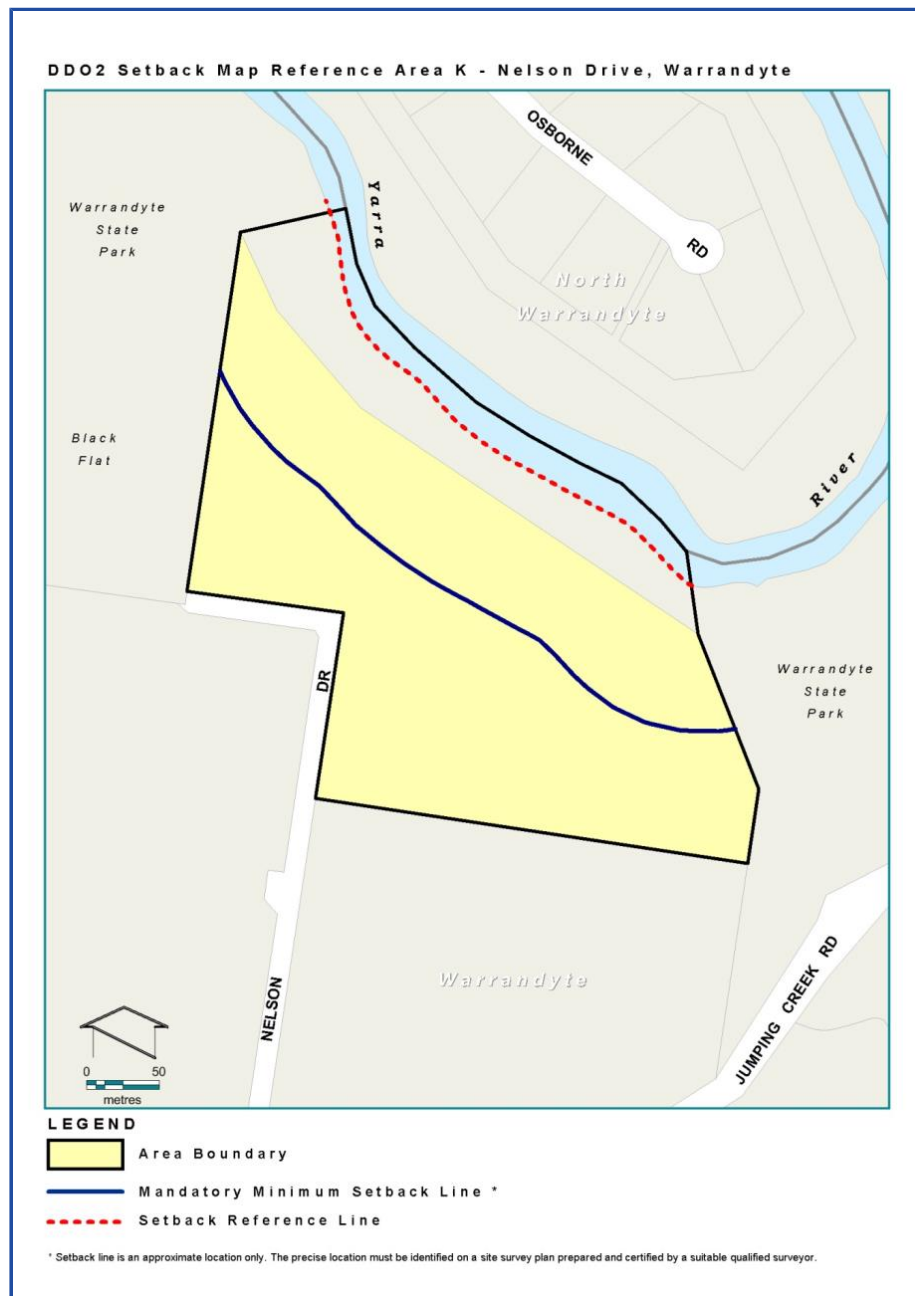 DDO2 Setback Map Reference Area K - Nelson Drive, Warrandyte
OSBORNE
RD
Yarra
Warrandyte
State
Park
North
Warrandyte
Black
Flat
River
DR
Warrandyte
State
Park
Warrandyte
NELSON
JUMPING CREEK RD
0 50
metres
LEGEND
Area Boundary
Mandatory Minimum Setback Line *
Setback Reference Line
* Setback line is an approximate location only. The precise location must be identified on a site survey plan prepared and certified by a suitable qualified surveyor.